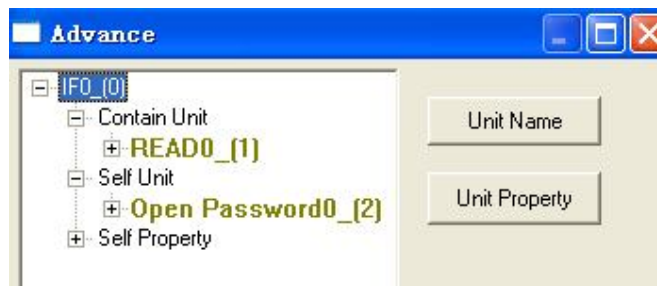 Advance
IF0_(0)
Contain Unit
READ0_(1)
Self Unit
Open Password0_(2)
Self Property
Unit Name
Unit Property